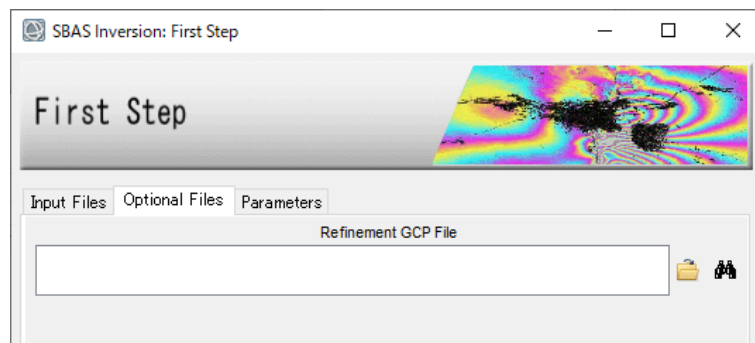 SBAS Inversion: First Step
First Step
Input Files Optional Files Parameters
Refinement GCP File